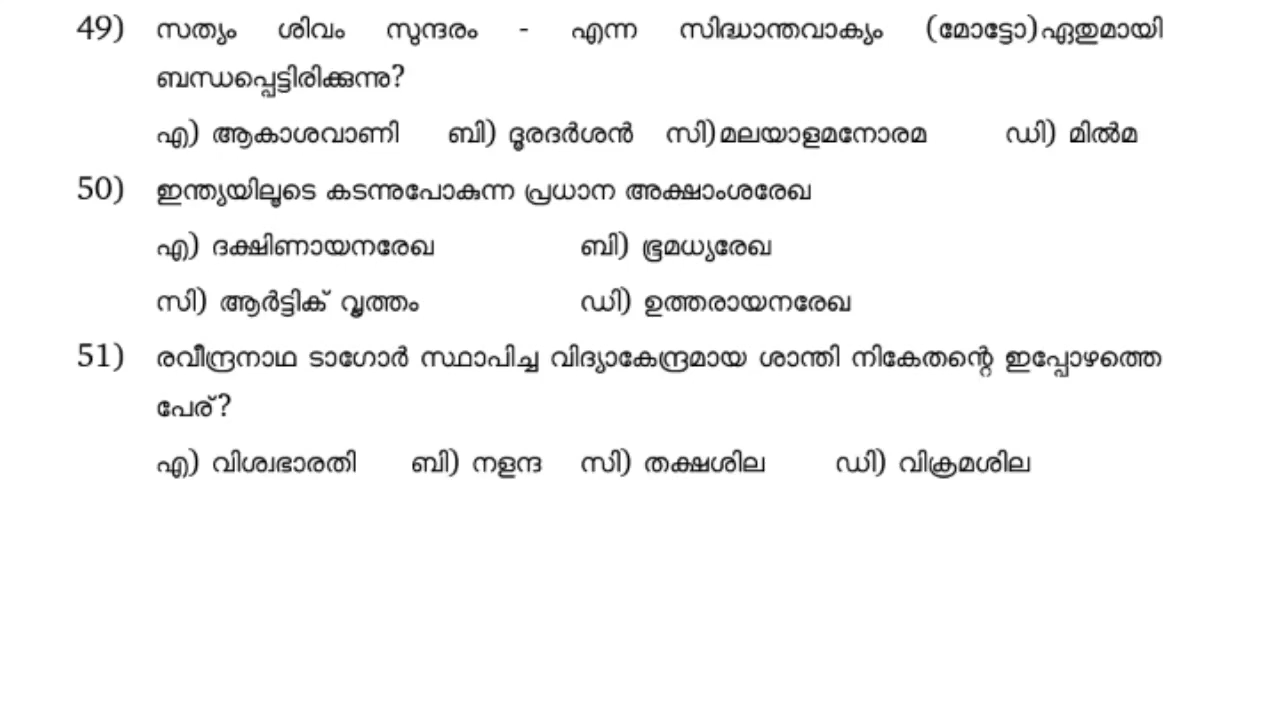 49) സത്യം ശിവം സുന്ദരം - എന്ന സിദ്ധാന്തവാക്യം (മോട്ടോ)ഏതുമായി
ബന്ധപ്പെട്ടിരിക്കുന്നു?
എ) ആകാശവാണി ബി) ദൂരദർശൻ സി)മലയാളമനോരമ ഡി) മിൽമ
50) ഇന്ത്യയിലൂടെ കടന്നുപോകുന്ന പ്രധാന അക്ഷാംശരേഖ
എ) ദക്ഷിണായനരേഖ ബി) ഭൂമധ്യരേഖ
സി) ആർട്ടിക് വൃത്തം ഡി) ഉത്തരായനരേഖ
51) രവീന്ദ്രനാഥ ടാഗോർ സ്ഥാപിച്ച വിദ്യാകേന്ദ്രമായ ശാന്തി നികേതന്റെ ഇപ്പോഴത്തെ
പേര്?
എ) വിശ്വഭാരതി ബി) നളന്ദ സി) തക്ഷശില ഡി) വിക്രമശില